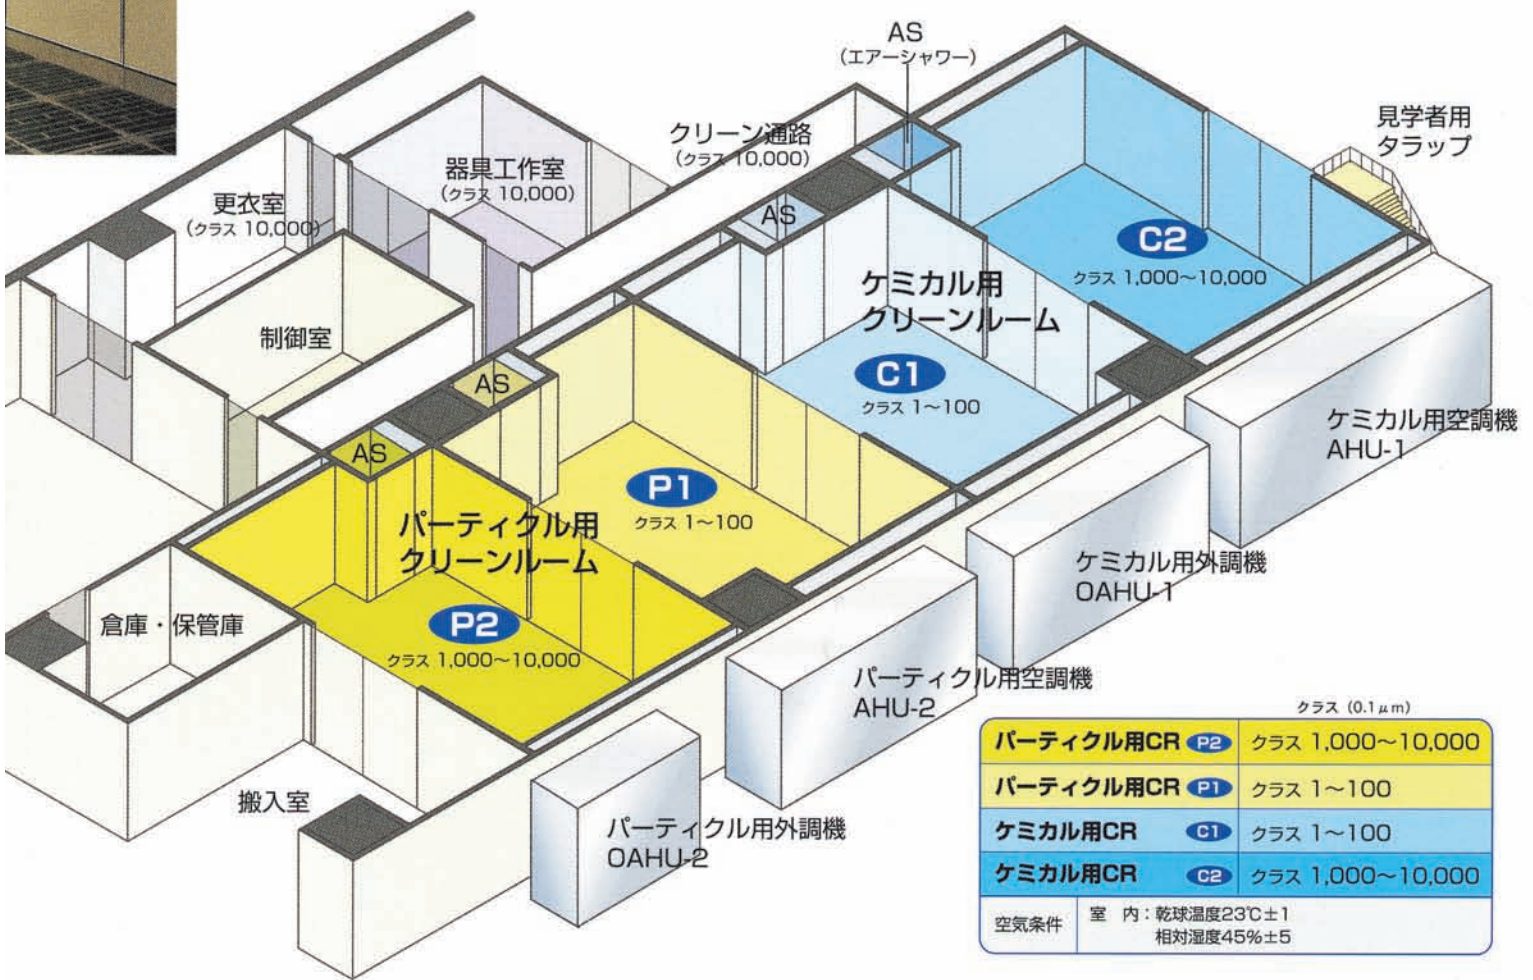 AS
(エアーシャワー)
クリーン通路
(クラス 10,000)
見学者用
タラップ
器具工作室
(クラス 10,000)
更衣室
(クラス 10,000)
AS
C2
クラス 1,000~10,000
ケミカル用
クリーンルーム
制御室
C1
クラス 1~100
AS
ケミカル用空調機
AHU-1
AS
P1
クラス 1~100
パーティクル用
クリーンルーム
ケミカル用外調機
OAHU-1
倉庫・保管庫
P2
クラス 1,000~10,000
パーティクル用空調機
AHU-2
搬入室
パーティクル用外調機
OAHU-2
クラス (0.1μm)
パーティクル用CR P2 クラス 1,000~10,000
パーティクル用CR P1 クラス 1~100
ケミカル用CR C1 クラス 1~100
ケミカル用CR C2 クラス 1,000~10,000
空気条件 室 内:乾球温度23℃±1
相対湿度45%±5